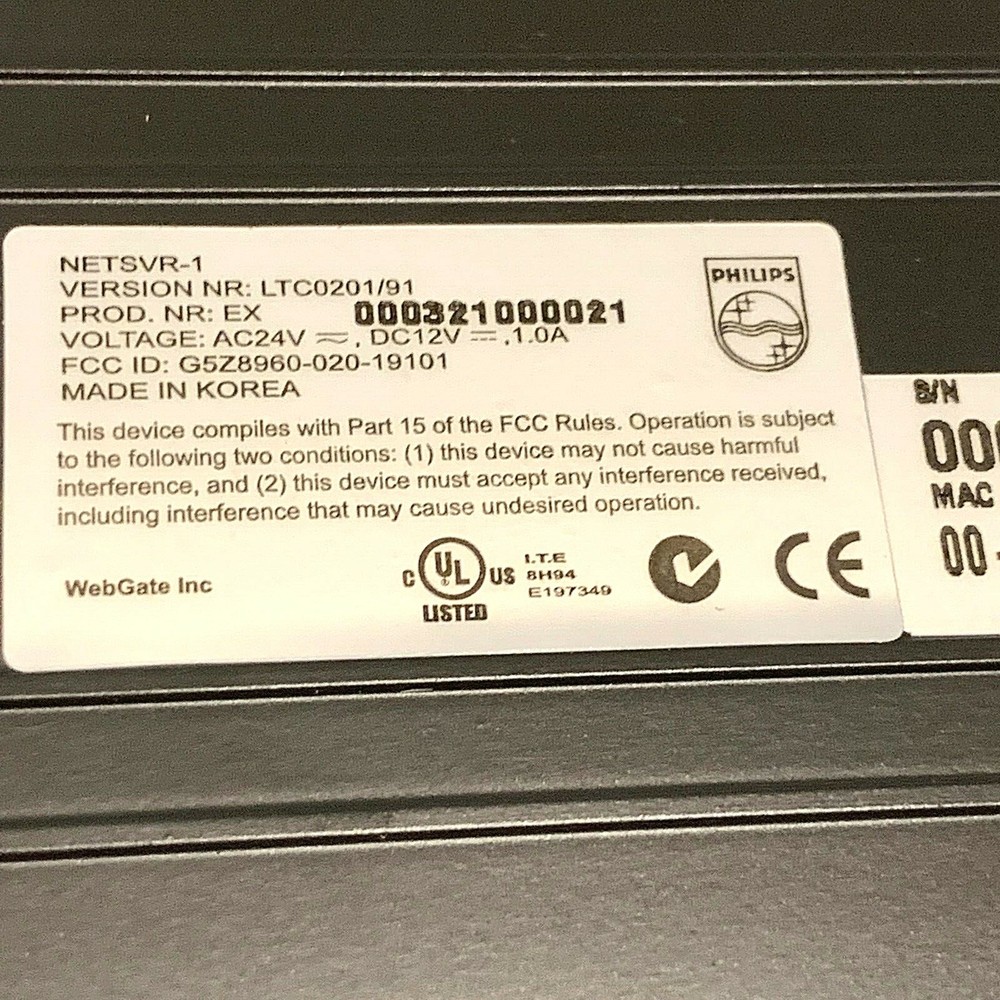 NETSVR-1
VERSION NR: LTC0201/91
PROD. NR: EX 000321000021
VOLTAGE: AC24V ≂, DC12V ⎓,1.0A
FCC ID: G5Z8960-020-19101
MADE IN KOREA
PHILIPS
This device compiles with Part 15 of the FCC Rules. Operation is subject
to the following two conditions: (1) this device may not cause harmful
interference, and (2) this device must accept any interference received,
including interference that may cause undesired operation.
WebGate Inc
C UL US
LISTED
I.T.E
8H94
E197349
CE
S/N
00
MAC
00-